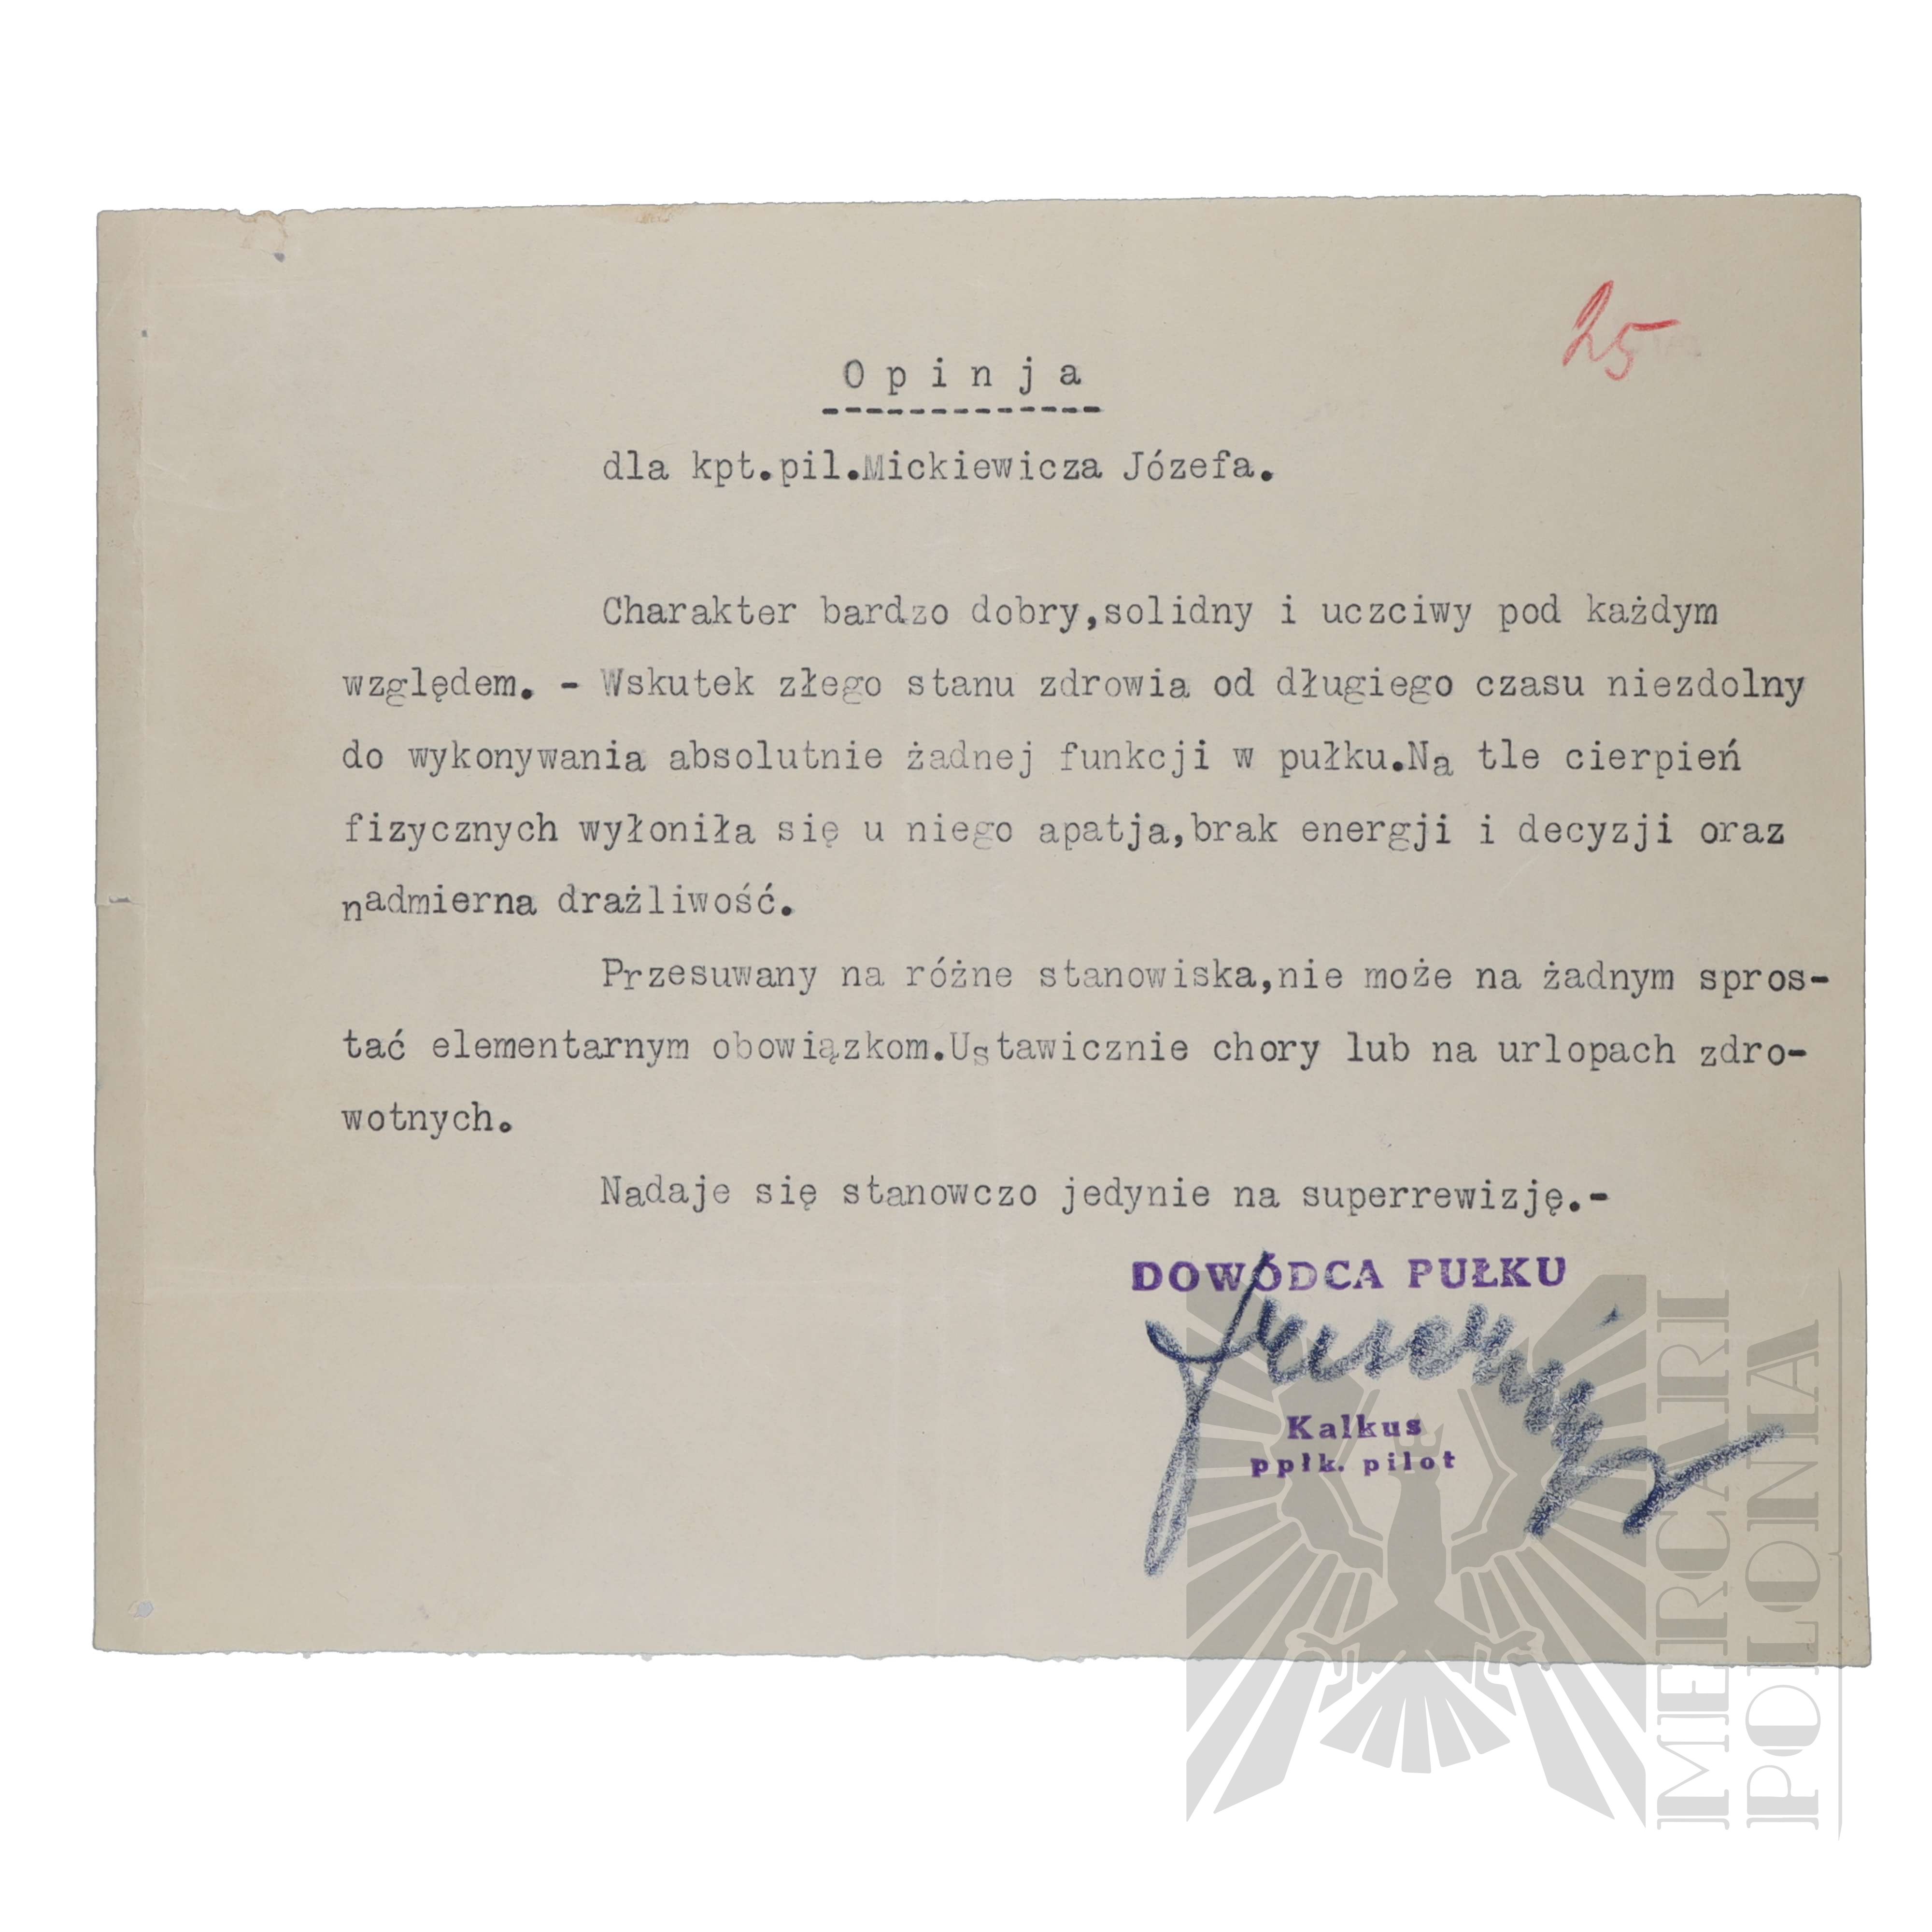 25
Opinja
dla kpt.pil.Mickiewicza Józefa.
Charakter bardzo dobry,solidny i uczciwy pod każdym
względem. - Wskutek złego stanu zdrowia od długiego czasu niezdolny
do wykonywania absolutnie żadnej funkcji w pułku.Na tle cierpień
fizycznych wyłoniła się u niego apatja,brak energji i decyzji oraz
nadmierna drażliwość.
Przesuwany na różne stanowiska,nie może na żadnym spros-
tać elementarnym obowiązkom.Ustawicznie chory lub na urlopach zdro-
wotnych.
Nadaje się stanowczo jedynie na superrewizję.-
DOWÓDCA PUŁKU
Kalkus
ppłk. pilot
MERCARI
POLONIA